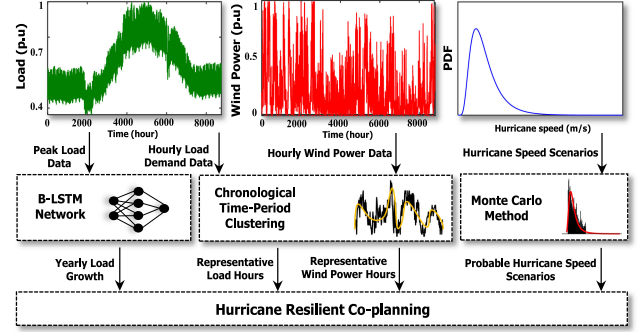 Load (p.u)
1
0.7
0.4
0
2000
4000
6000
8000
Time (hour)
Wind Power (p.u)
1
0.5
0
0
2000
4000
6000
8000
Time (hour)
PDF
Hurricane speed (m/s)
Peak Load
Data
Hourly Load
Demand Data
Hourly Wind Power Data
Hurricane Speed Scenarios
B-LSTM
Network
Chronological
Time-Period
Clustering
Monte Carlo
Method
Yearly Load
Growth
Representative
Load Hours
Representative
Wind Power Hours
Probable Hurricane Speed
Scenarios
Hurricane Resilient Co-planning